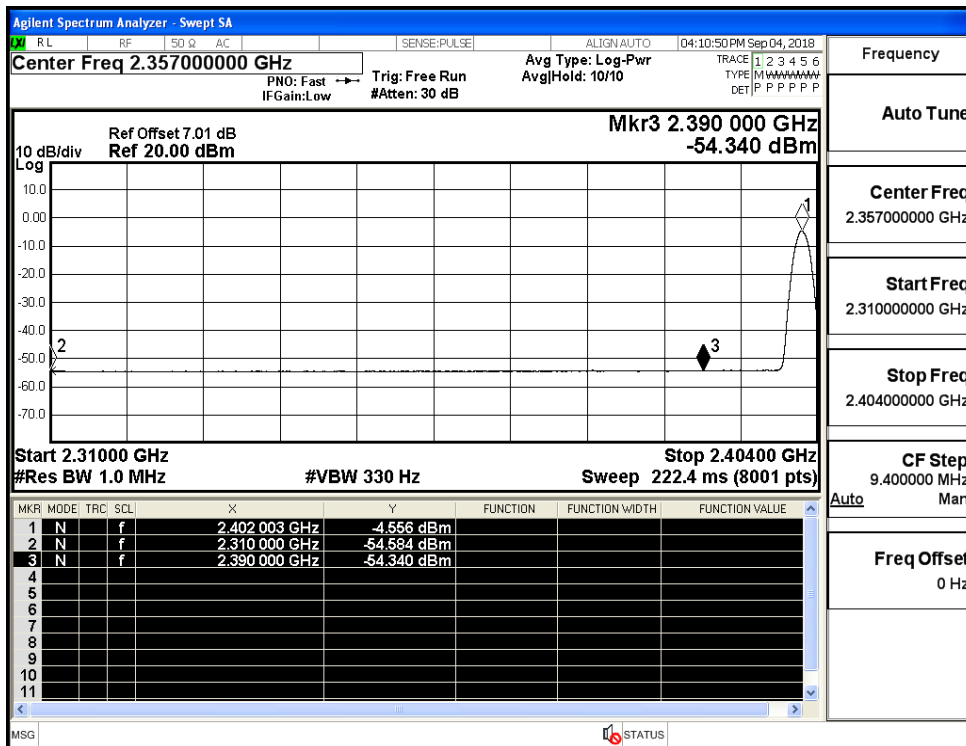 Agilent Spectrum Analyzer - Swept SA
LXI RL RF 50 Ω AC SENSE:PULSE ALIGN AUTO 04:10:50 PM Sep 04, 2018
Center Freq 2.357000000 GHz
PNO: Fast
IFGain:Low
Trig: Free Run
#Atten: 30 dB
Avg Type: Log-Pwr
Avg|Hold: 10/10
TRACE 1 2 3 4 5 6
TYPE M WWWWW
DET P P P P P P
Ref Offset 7.01 dB
10 dB/div Ref 20.00 dBm
Log
Mkr3 2.390 000 GHz
-54.340 dBm
10.0
0.00
-10.0
-20.0
-30.0
-40.0
-50.0
-60.0
-70.0
1
2
3
Start 2.31000 GHz Stop 2.40400 GHz
#Res BW 1.0 MHz #VBW 330 Hz Sweep 222.4 ms (8001 pts)
MKR MODE TRC SCL X Y FUNCTION FUNCTION WIDTH FUNCTION VALUE
1 N f 2.402 003 GHz -4.556 dBm
2 N f 2.310 000 GHz -54.584 dBm
3 N f 2.390 000 GHz -54.340 dBm
4
5
6
7
8
9
10
11
MSG STATUS
Frequency
Auto Tune
Center Freq
2.357000000 GHz
Start Freq
2.310000000 GHz
Stop Freq
2.404000000 GHz
CF Step
9.400000 MHz
Auto Man
Freq Offset
0 Hz